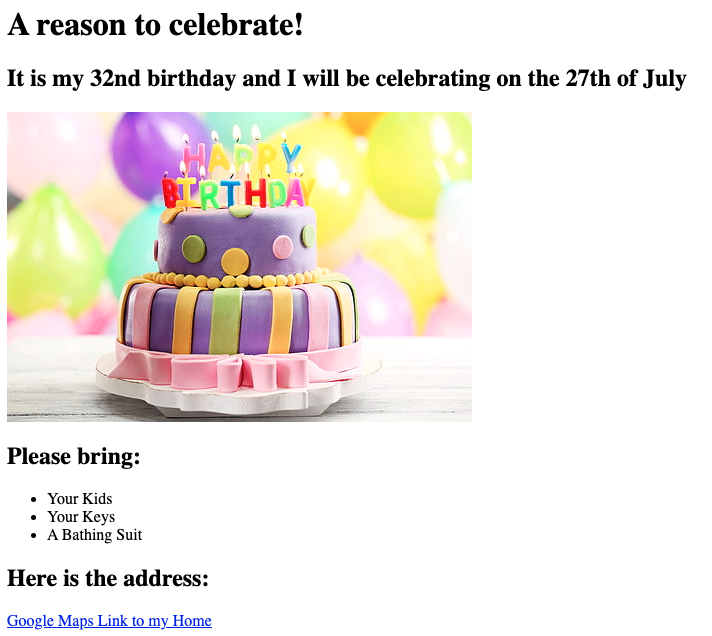 A reason to celebrate!
It is my 32nd birthday and I will be celebrating on the 27th of July
HAPPY
BIRTHDAY
Please bring:
Your Kids
Your Keys
A Bathing Suit
Here is the address:
Google Maps Link to my Home